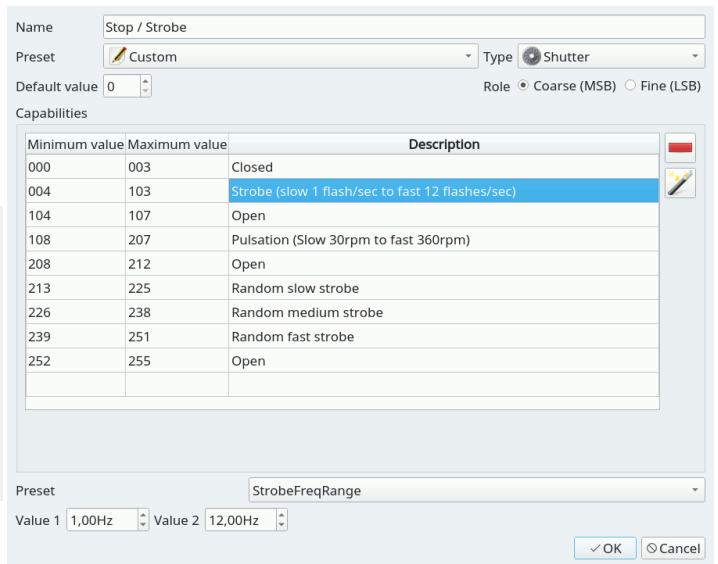 Name Stop / Strobe
Preset Custom Type Shutter
Default value 0 Role Coarse (MSB) Fine (LSB)
Capabilities
Minimum value Maximum value Description
000 003 Closed
004 103 Strobe (slow 1 flash/sec to fast 12 flashes/sec)
104 107 Open
108 207 Pulsation (Slow 30rpm to fast 360rpm)
208 212 Open
213 225 Random slow strobe
226 238 Random medium strobe
239 251 Random fast strobe
252 255 Open
Preset StrobeFreqRange
Value 1 1,00Hz Value 2 12,00Hz
OK Cancel